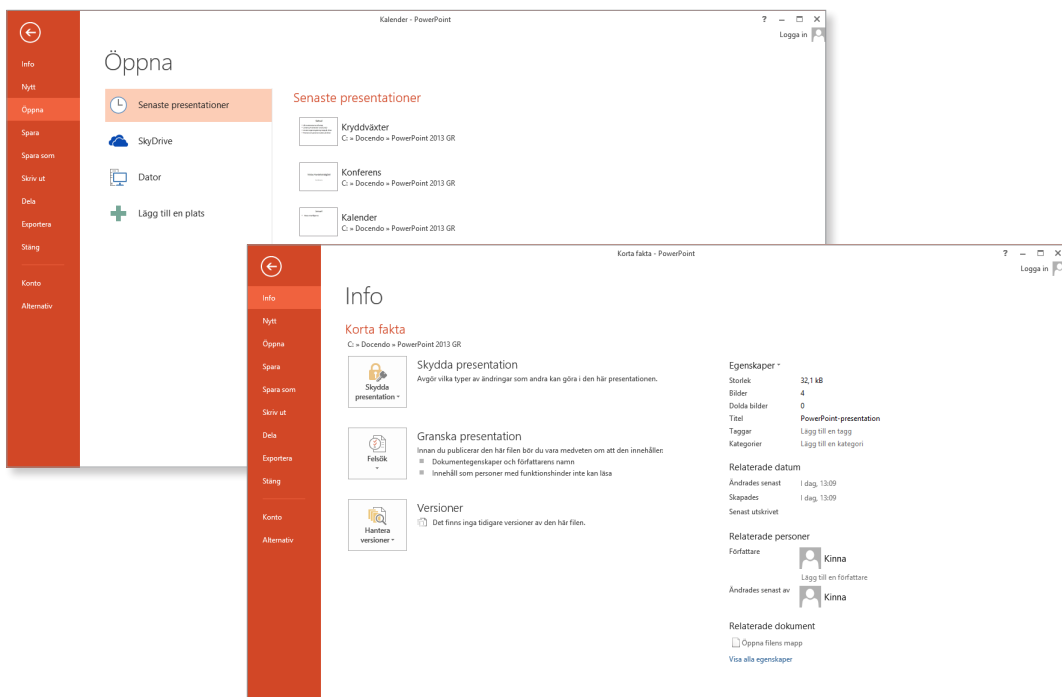 Kalender - PowerPoint
?
Logga in
Info
Nytt
Öppna
Spara
Spara som
Skriv ut
Dela
Exportera
Stäng
Konto
Alternativ
Öppna
Senaste presentationer
SkyDrive
Dator
Lägg till en plats
Senaste presentationer
Kryddväxter
C: » Docendo » PowerPoint 2013 GR
Konferens
C: » Docendo » PowerPoint 2013 GR
Kalender
C: » Docendo » PowerPoint 2013 GR
Korta fakta - PowerPoint
?
Logga in
Info
Nytt
Öppna
Spara
Spara som
Skriv ut
Dela
Exportera
Stäng
Konto
Alternativ
Info
Korta fakta
C: » Docendo » PowerPoint 2013 GR
Skydda
presentation
Skydda presentation
Avgör vilka typer av ändringar som andra kan göra i den här presentationen.
Felsök
Granska presentation
Innan du publicerar den här filen bör du vara medveten om att den innehåller:
Dokumentegenskaper och författarens namn
Innehåll som personer med funktionshinder inte kan läsa
Hantera
versioner
Versioner
Det finns inga tidigare versioner av den här filen.
Egenskaper
Storlek 32,1 kB
Bilder 4
Dolda bilder 0
Titel PowerPoint-presentation
Taggar Lägg till en tagg
Kategorier Lägg till en kategori
Relaterade datum
Ändrades senast I dag, 13:09
Skapades I dag, 13:09
Senast utskrivet
Relaterade personer
Författare Kinna
Lägg till en författare
Ändrades senast av Kinna
Relaterade dokument
Öppna filens mapp
Visa alla egenskaper